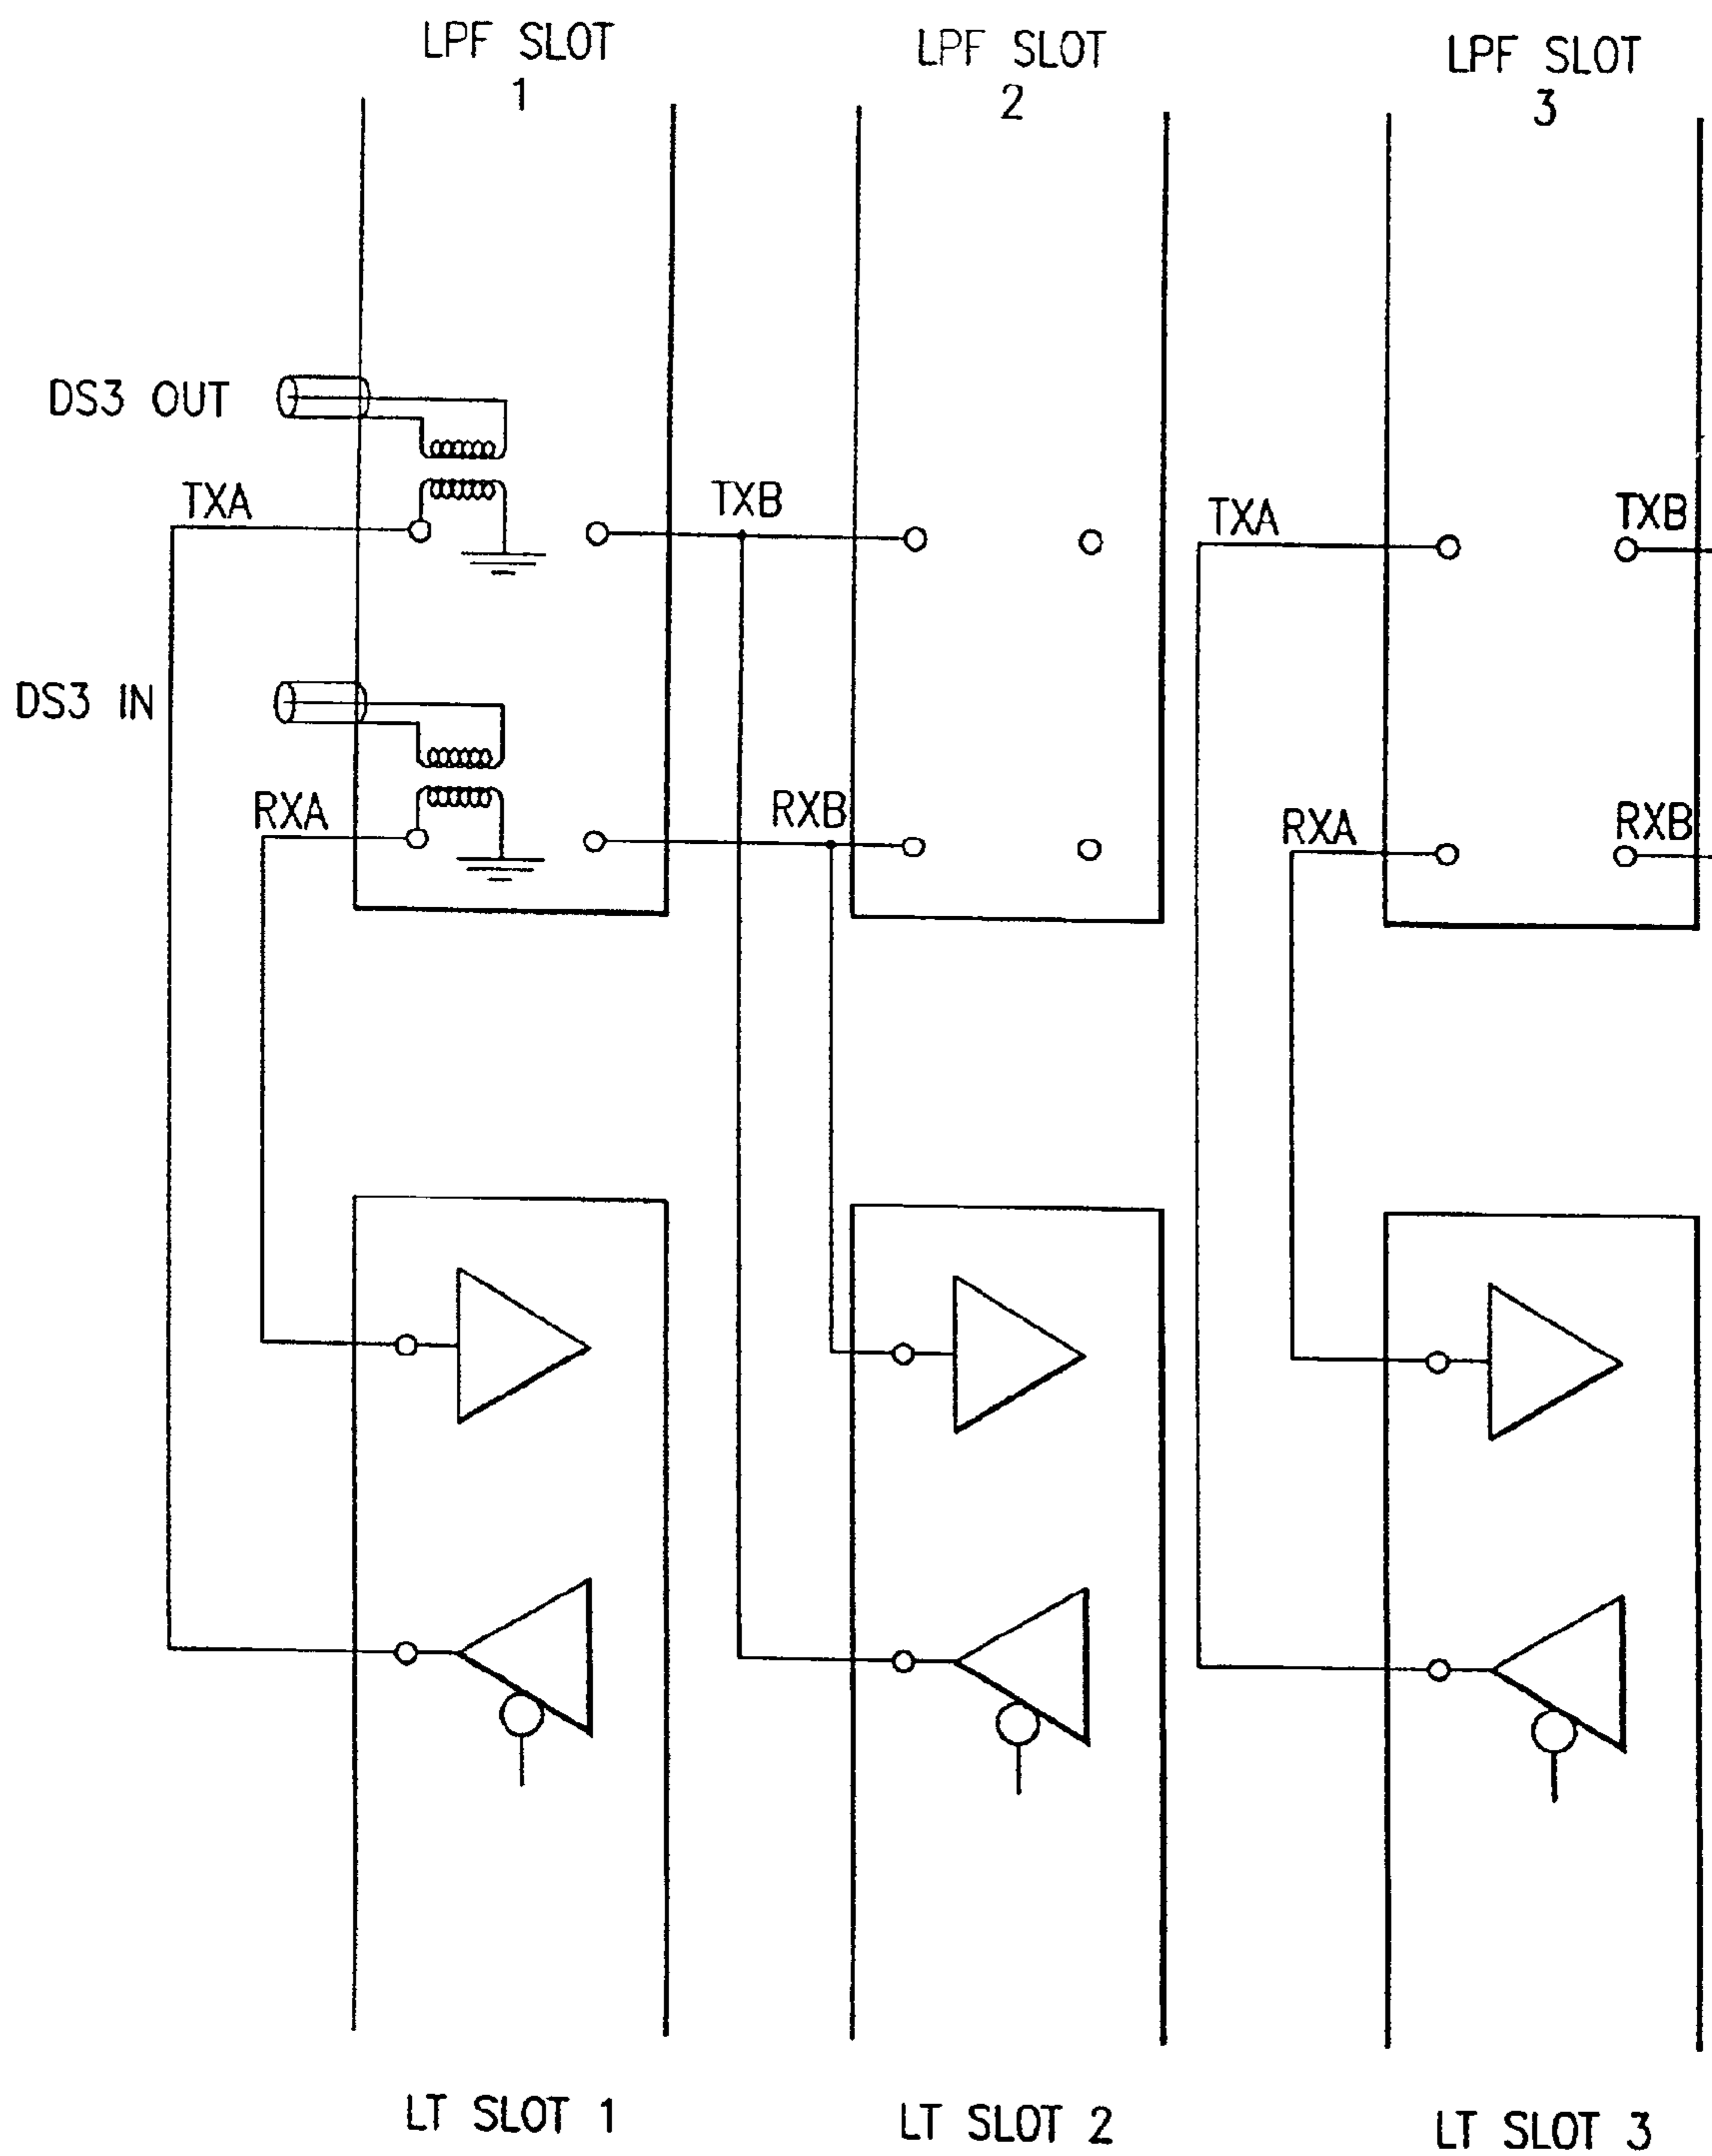 LPF SLOT
1
LPF SLOT
2
LPF SLOT
3
DS3 OUT
TXA
TXB
TXA
TXB
DS3 IN
RXA
RXB
RXA
RXB
LT SLOT 1
LT SLOT 2
LT SLOT 3